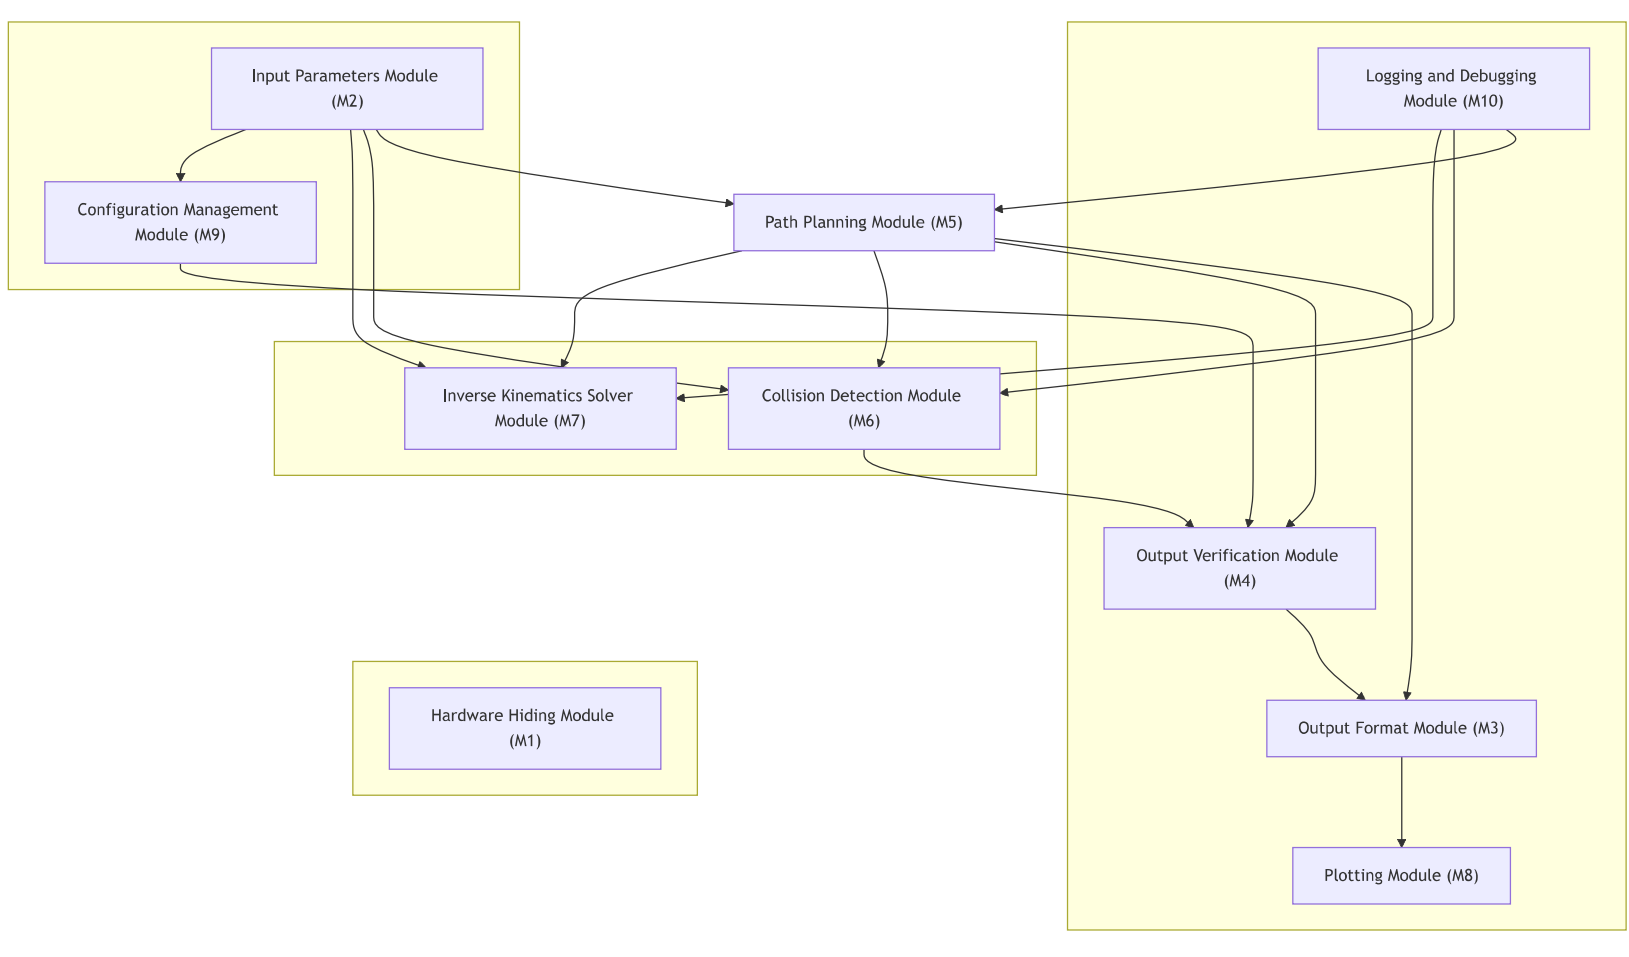 Input Parameters Module
(M2)
Logging and Debugging
Module (M10)
Configuration Management
Module (M9)
Path Planning Module (M5)
Inverse Kinematics Solver
Module (M7)
Collision Detection Module
(M6)
Output Verification Module
(M4)
Hardware Hiding Module
(M1)
Output Format Module (M3)
Plotting Module (M8)